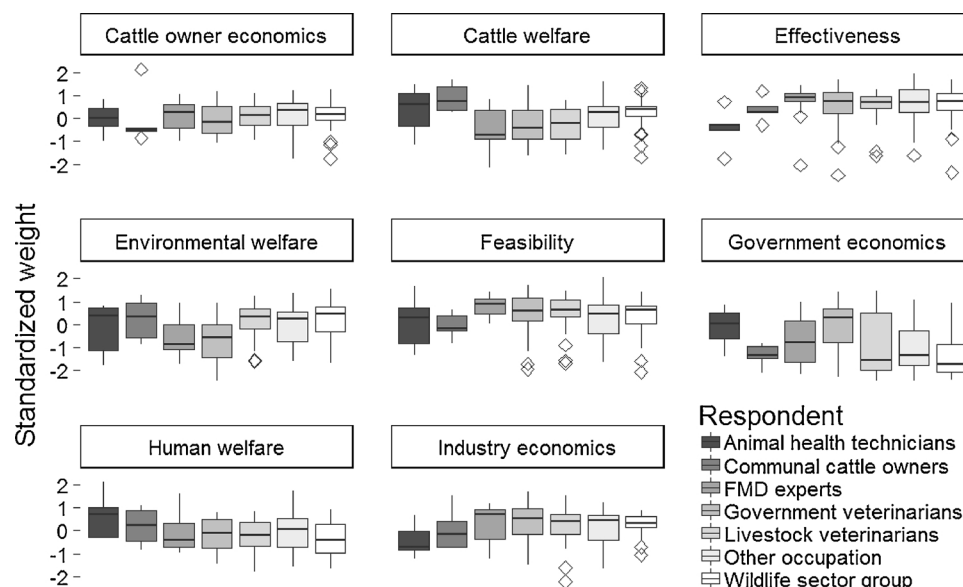 Cattle owner economics
Cattle welfare
Effectiveness
2
1
0
-1
-2
Environmental welfare
Feasibility
Government economics
2
1
0
-1
-2
Human welfare
Industry economics
2
1
0
-1
-2
Standardized weight
Respondent
Animal health technicians
Communal cattle owners
FMD experts
Government veterinarians
Livestock veterinarians
Other occupation
Wildlife sector group